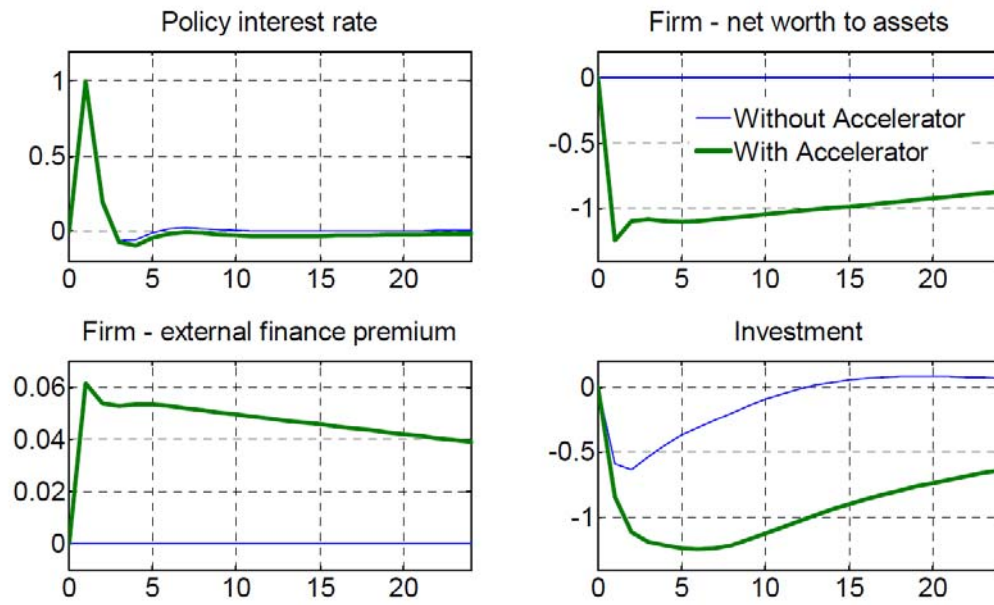 Policy interest rate
1
0.5
0
0 5 10 15 20
Firm - net worth to assets
0
-0.5
-1
0 5 10 15 20
Without Accelerator
With Accelerator
Firm - external finance premium
0.06
0.04
0.02
0
0 5 10 15 20
Investment
0
-0.5
-1
0 5 10 15 20